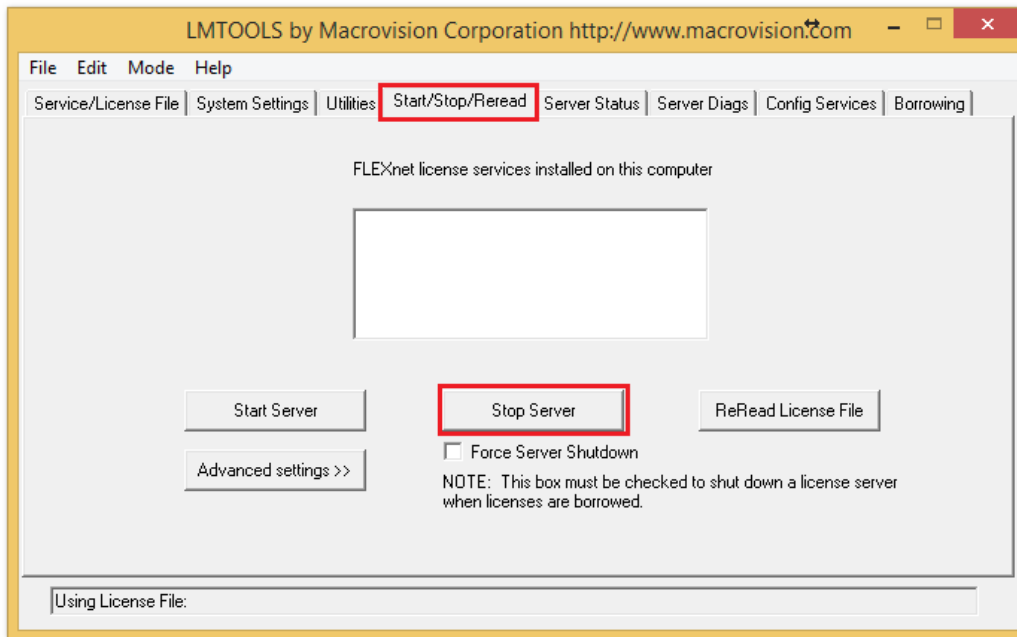 LMTOOLS by Macrovision Corporation http://www.macrovision.com
File Edit Mode Help
Service/License File System Settings Utilities Start/Stop/Reread Server Status Server Diags Config Services Borrowing
FLEXnet license services installed on this computer
Start Server Stop Server ReRead License File
Force Server Shutdown
Advanced settings >>
NOTE: This box must be checked to shut down a license server
when licenses are borrowed.
Using License File: